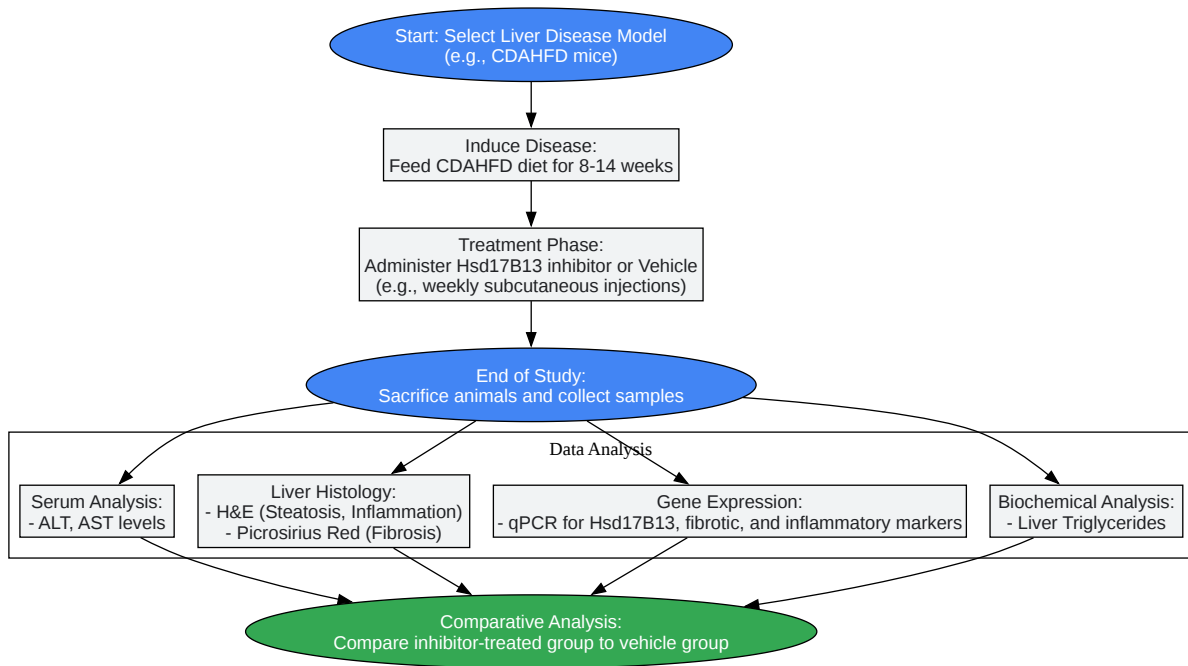 Start: Select Liver Disease Model
(e.g., CDAHFD mice)
Induce Disease:
Feed CDAHFD diet for 8-14 weeks
Treatment Phase:
Administer Hsd17B13 inhibitor or Vehicle
(e.g., weekly subcutaneous injections)
End of Study:
Sacrifice animals and collect samples
Data Analysis
Serum Analysis:
- ALT, AST levels
Liver Histology:
- H&E (Steatosis, Inflammation)
- Picrosirius Red (Fibrosis)
Gene Expression:
- qPCR for Hsd17B13, fibrotic, and inflammatory markers
Biochemical Analysis:
- Liver Triglycerides
Comparative Analysis:
Compare inhibitor-treated group to vehicle group